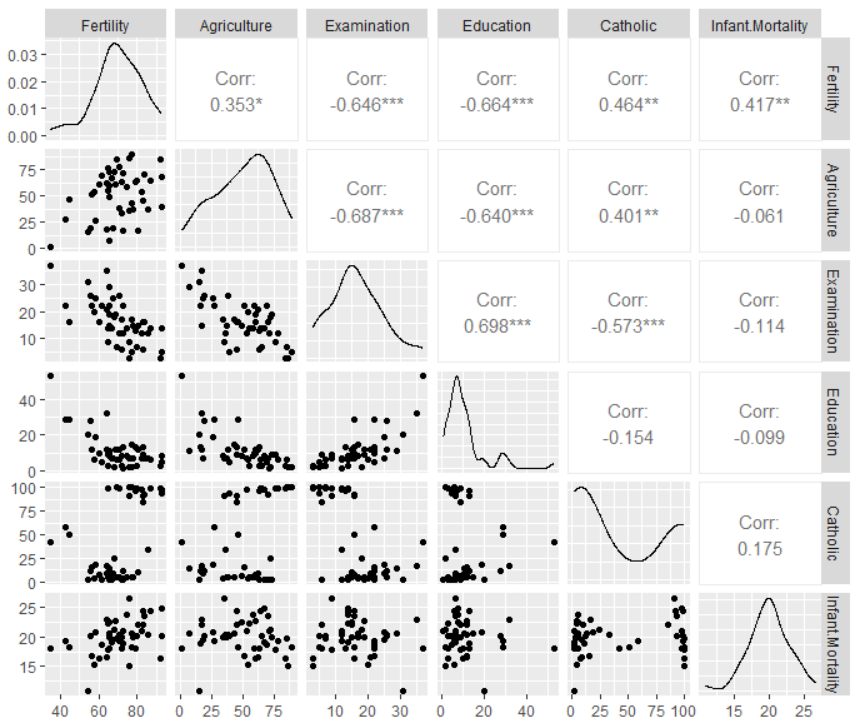 Fertility Agriculture Examination Education Catholic Infant.Mortality
0.03
0.02
0.01
0.00
Corr: Corr: Corr: Corr: Corr:
0.353* -0.646*** -0.664*** 0.464** 0.417**
Fertility
75
50
25
0
Corr: Corr: Corr: Corr:
-0.687*** -0.640*** 0.401** -0.061
Agriculture
30
20
10
Corr: Corr: Corr:
0.698*** -0.573*** -0.114
Examination
40
20
0
Corr: Corr:
-0.154 -0.099
Education
100
75
50
25
0
Corr:
0.175
Catholic
25
20
15
Infant.Mortality
40 60 80 0 25 50 75 10 20 30 0 20 40 0 25 50 75 100 15 20 25